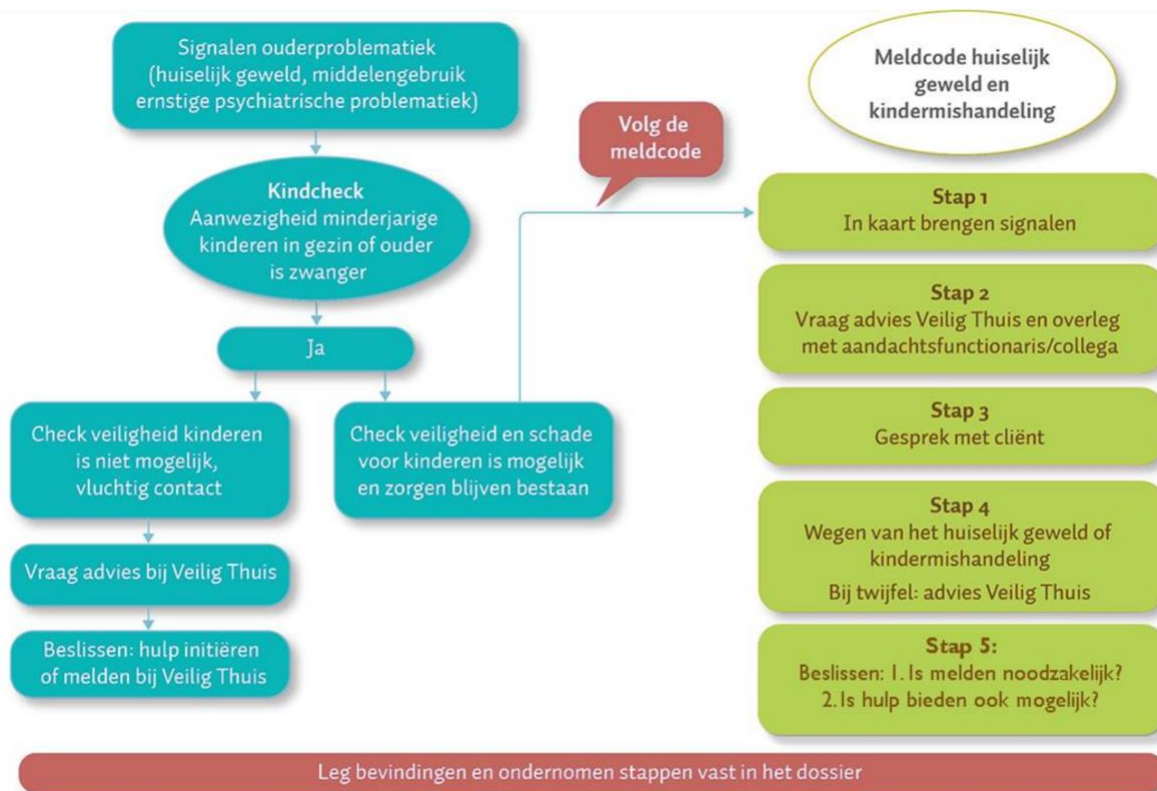 Signalen ouderproblematiek
(huiselijk geweld, middelengebruik
ernstige psychiatrische problematiek)
Kindcheck
Aanwezigheid minderjarige
kinderen in gezin of ouder
is zwanger
Ja
Check veiligheid kinderen
is niet mogelijk,
vluchtig contact
Vraag advies bij Veilig Thuis
Beslissen: hulp initiëren
of melden bij Veilig Thuis
Check veiligheid en schade
voor kinderen is mogelijk
en zorgen blijven bestaan
Volg de
meldcode
Meldcode huiselijk
geweld en
kindermishandeling
Stap 1
In kaart brengen signalen
Stap 2
Vraag advies Veilig Thuis en overleg
met aandachtsfunctionaris/collega
Stap 3
Gesprek met cliënt
Stap 4
Wegen van het huiselijk geweld of
kindermishandeling
Bij twijfel: advies Veilig Thuis
Stap 5:
Beslissen: 1. Is melden noodzakelijk?
2. Is hulp bieden ook mogelijk?
Leg bevindingen en ondernomen stappen vast in het dossier